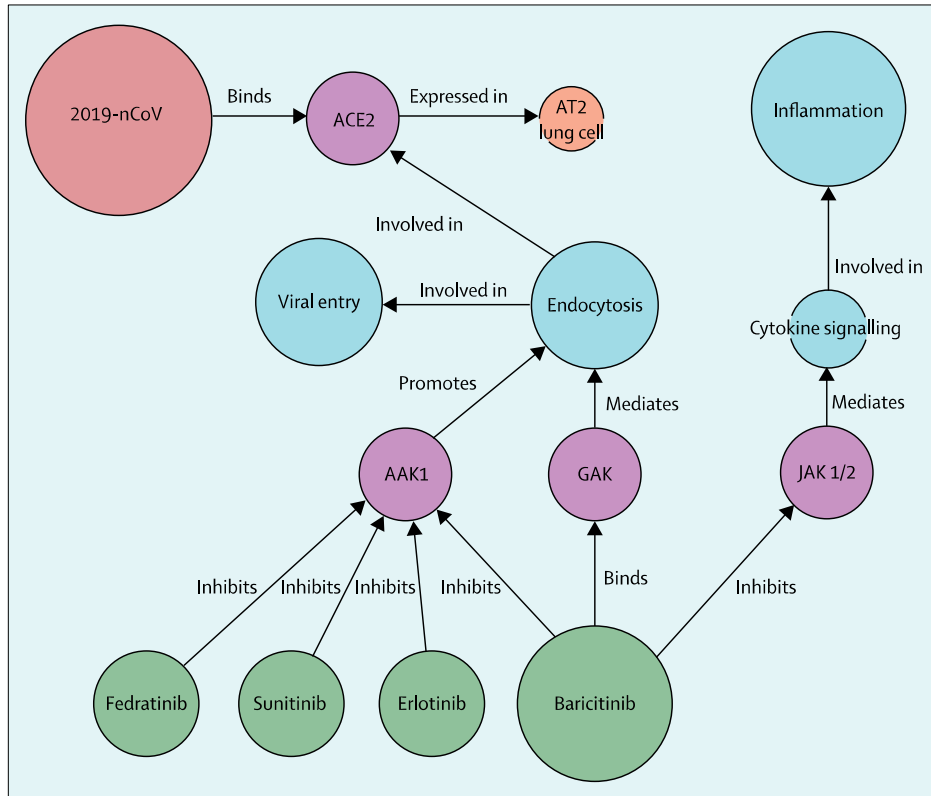 2019-nCoV
Binds
ACE2
Expressed in
AT2
lung cell
Inflammation
Involved in
Viral entry
Involved in
Endocytosis
Involved in
Cytokine signalling
Promotes
Mediates
Mediates
AAK1
GAK
JAK 1/2
Inhibits
Inhibits
Inhibits
Inhibits
Binds
Inhibits
Fedratinib
Sunitinib
Erlotinib
Baricitinib